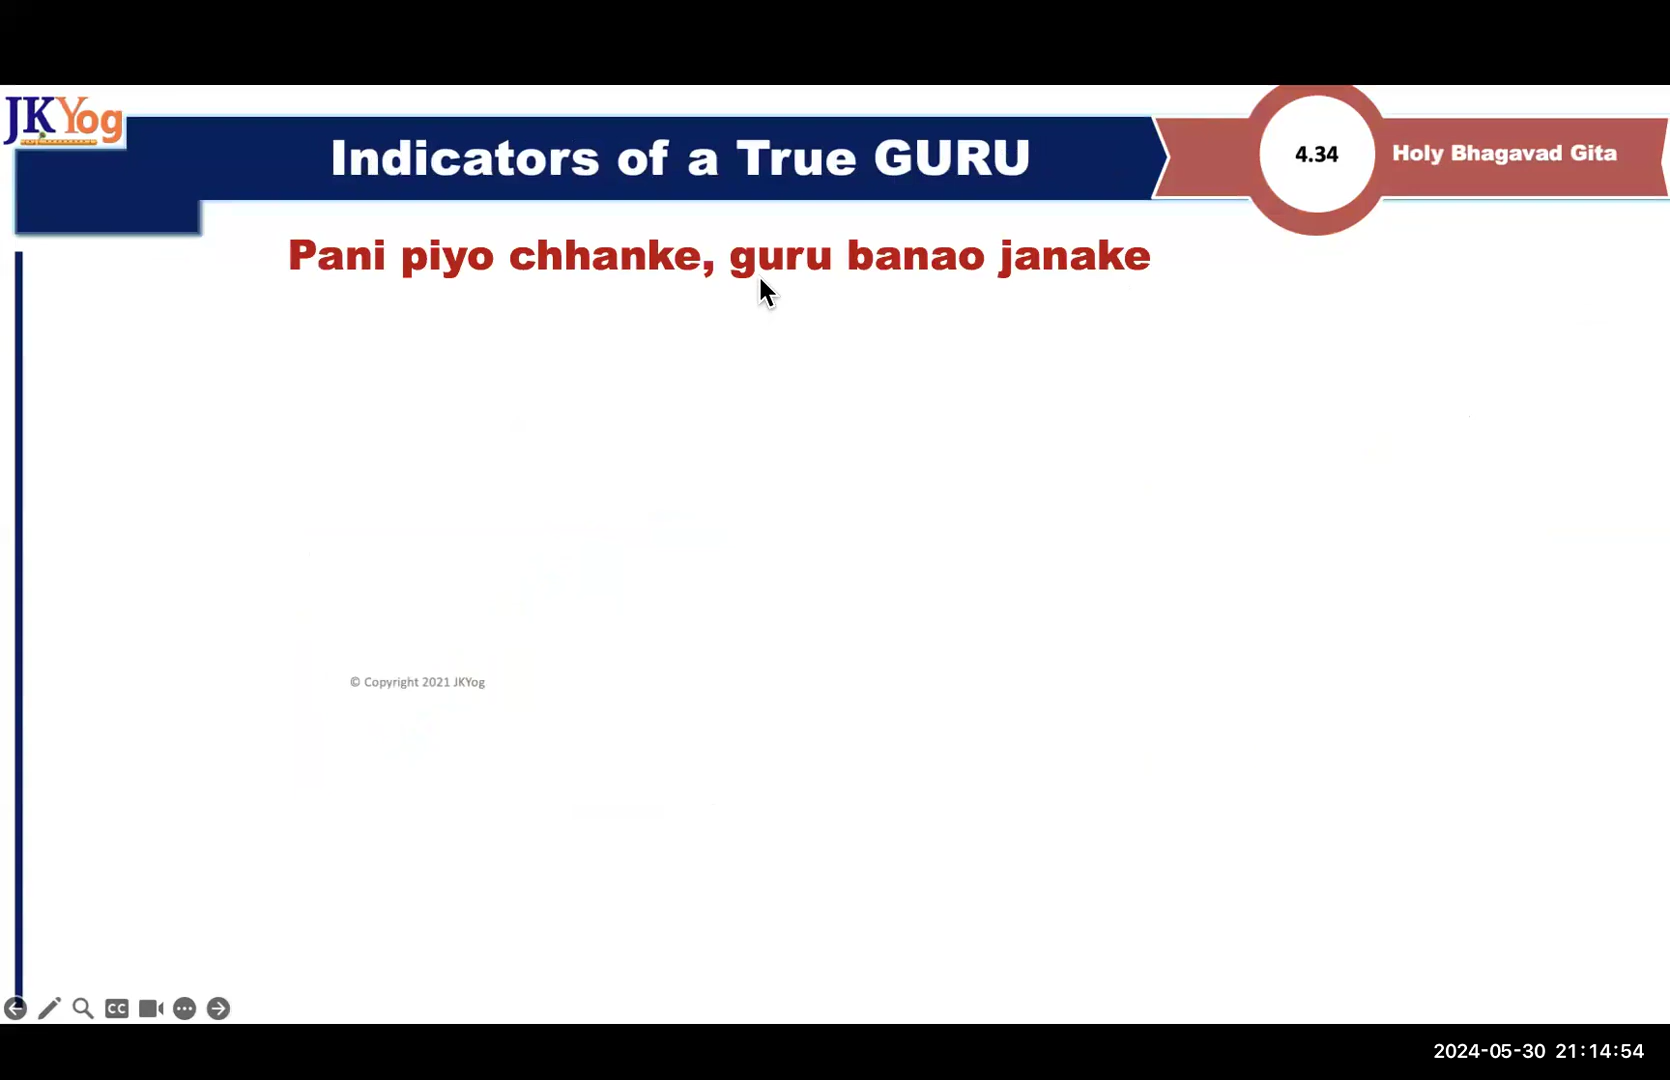 JKYog
Indicators of a True GURU
4.34
Holy Bhagavad Gita
Pani piyo chhanke, guru banao janake
© Copyright 2021 JKYog
CC
2024-05-30 21:14:54